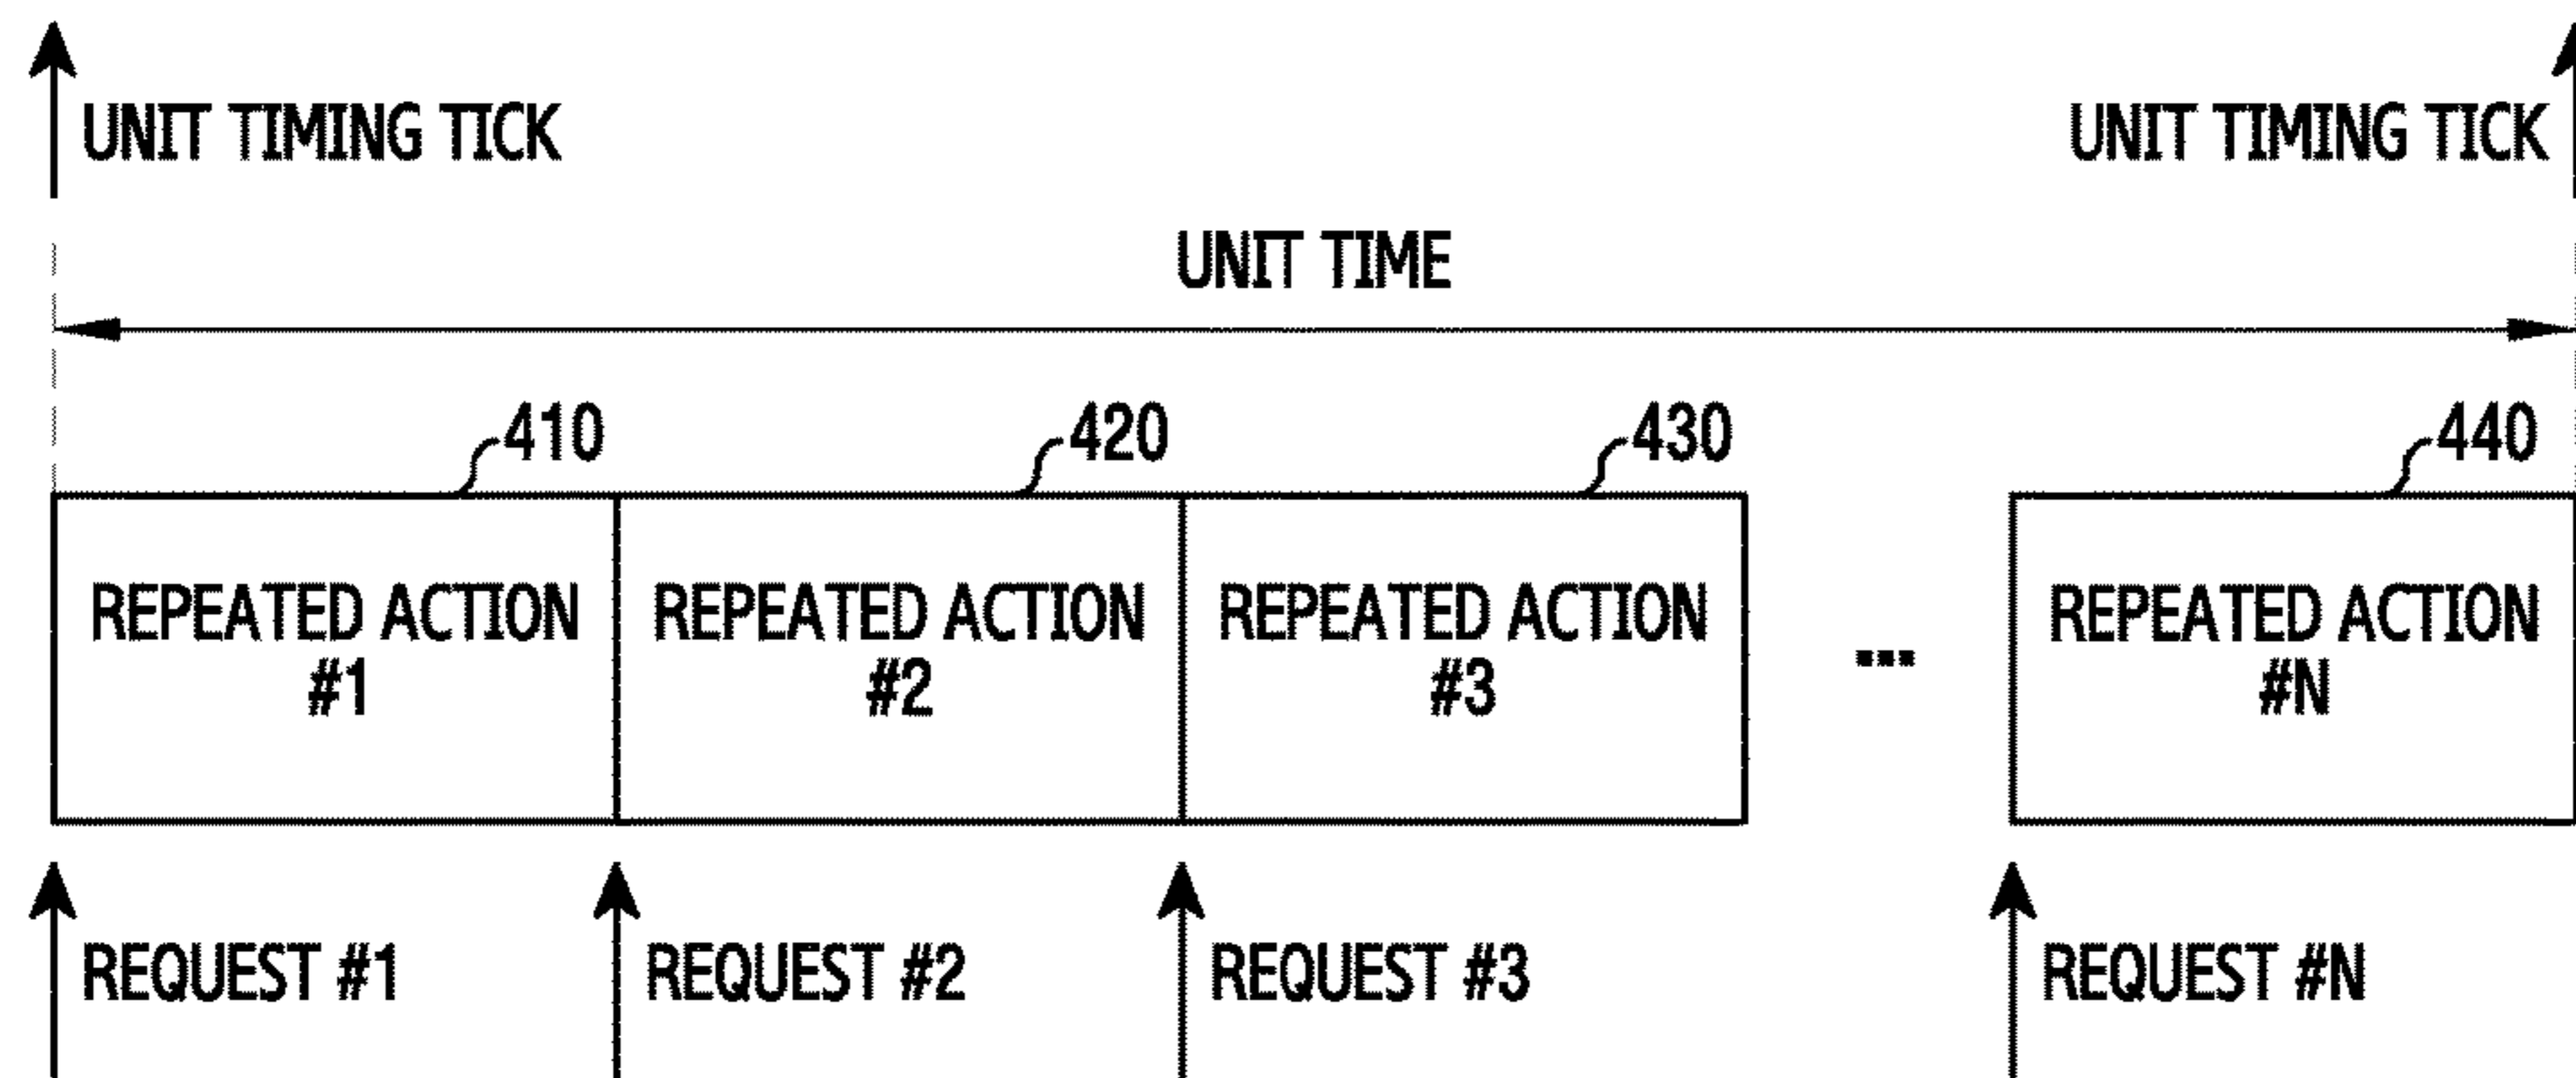 UNIT TIMING TICK
UNIT TIMING TICK
UNIT TIME
410
420
430
440
REPEATED ACTION
#1
REPEATED ACTION
#2
REPEATED ACTION
#3
...
REPEATED ACTION
#N
REQUEST #1
REQUEST #2
REQUEST #3
REQUEST #N